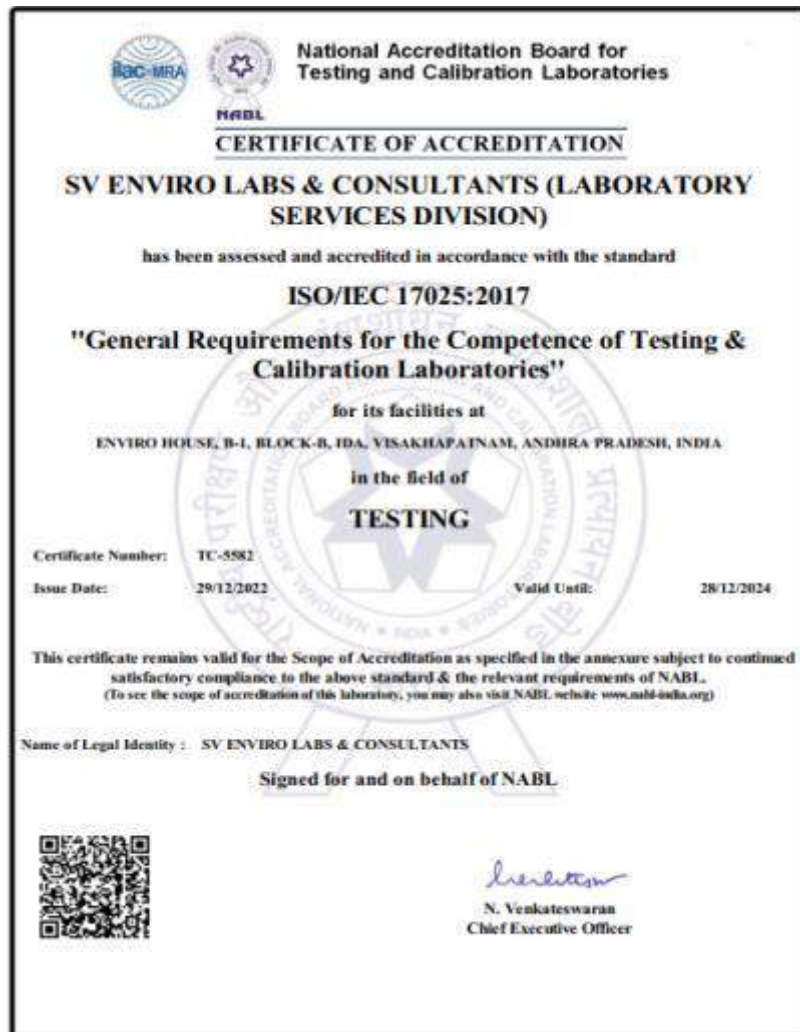 ilac-MRA
NABL
National Accreditation Board for
Testing and Calibration Laboratories
CERTIFICATE OF ACCREDITATION
SV ENVIRO LABS & CONSULTANTS (LABORATORY
SERVICES DIVISION)
has been assessed and accredited in accordance with the standard
ISO/IEC 17025:2017
"General Requirements for the Competence of Testing &
Calibration Laboratories"
for its facilities at
ENVIRO HOUSE, B-1, BLOCK-B, IDA, VISAKHAPATNAM, ANDHRA PRADESH, INDIA
in the field of
TESTING
Certificate Number: TC-5582
Issue Date: 29/12/2022 Valid Until: 28/12/2024
This certificate remains valid for the Scope of Accreditation as specified in the annexure subject to continued
satisfactory compliance to the above standard & the relevant requirements of NABL.
(To see the scope of accreditation of this laboratory, you may also visit NABL website www.nabl-india.org)
Name of Legal Identity : SV ENVIRO LABS & CONSULTANTS
Signed for and on behalf of NABL
N. Venkateswaran
Chief Executive Officer